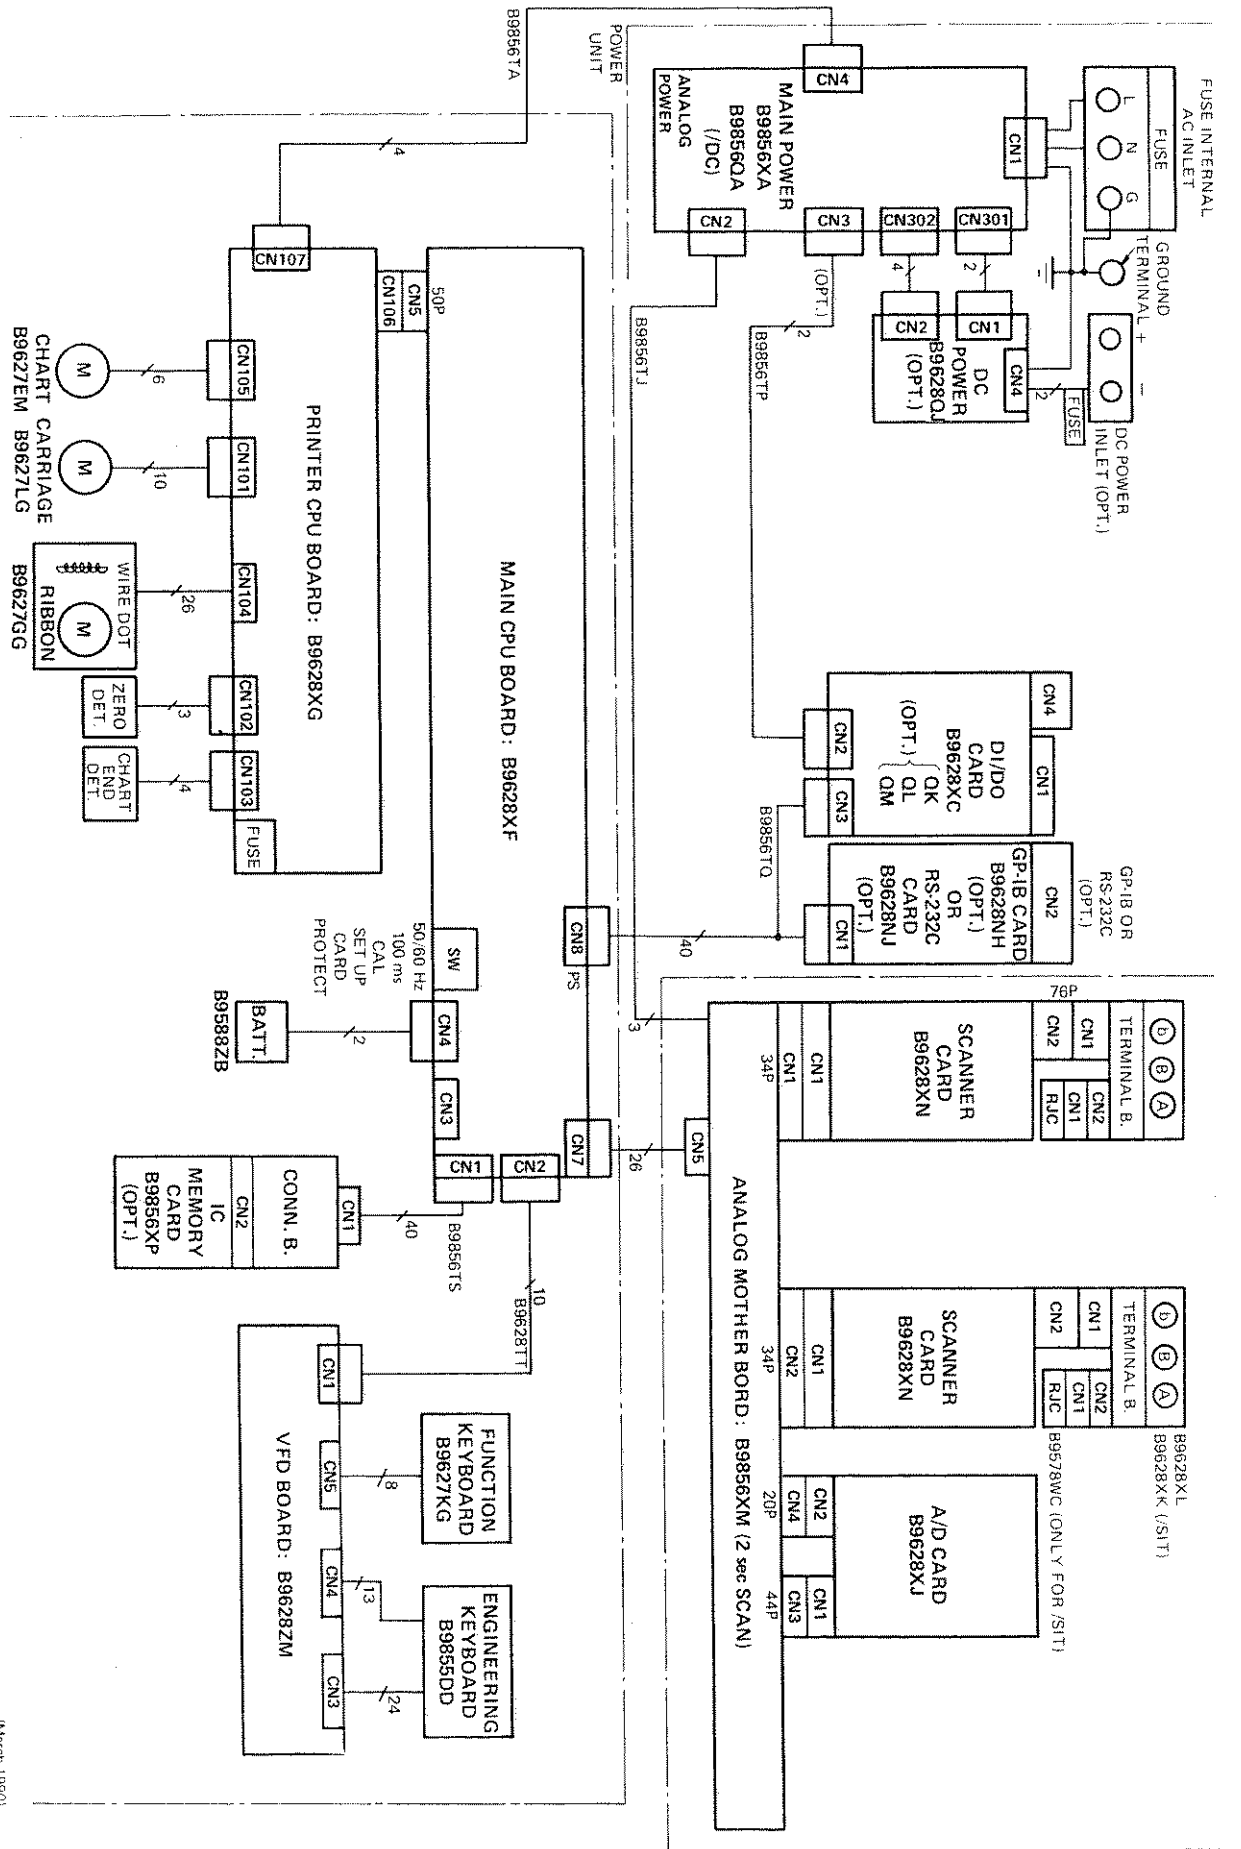 FUSE INTERNAL
AC INLET
FUSE
L
N
G
GROUND
TERMINAL
+
−
DC POWER
INLET (OPT.)
FUSE
2
CN1
CN4
POWER
UNIT
B9856TA
MAIN POWER
B9856XA
B9856QA
(/DC)
ANALOG
POWER
CN301
CN302
CN3
CN2
2
4
(OPT.)
CN1
CN2
CN4
DC
POWER
B9628QJ
(OPT.)
B9856TJ
2
B9856TP
4
CN4
CN1
DI/DO
CARD
B9628XC
(OPT.)
QK
QL
QM
CN2
CN3
B9856TQ
GP-IB OR
RS-232C
(OPT.)
CN2
GP-IB CARD
B9628NH
(OPT.)
OR
RS-232C
CARD
B9628NJ
(OPT.)
CN1
40
CN8
PS
76P
b
B
A
TERMINAL B.
CN1
CN2
CN2
CN1
RJC
SCANNER
CARD
B9628XN
CN1
CN1
34P
b
B
A
TERMINAL B.
CN1
CN2
CN2
CN1
RJC
B9628XL
B9628XK (/SIT)
B9578WC (ONLY FOR /SIT)
SCANNER
CARD
B9628XN
CN1
CN2
34P
A/D CARD
B9628XJ
CN2
CN4
20P
CN1
CN3
44P
3
CN5
ANALOG MOTHER BORD: B9856XM (2 sec SCAN)
26
CN7
MAIN CPU BOARD: B9628XF
50P
CN5
CN106
CN107
PRINTER CPU BOARD: B9628XG
CN105
CN101
CN104
CN102
CN103
FUSE
6
10
26
3
4
M
CHART
B9627EM
M
CARRIAGE
B9627LG
WIRE DOT
M
RIBBON
B9627GG
ZERO
DET.
CHART
END
DET.
SW
50/60 Hz
100 ms
CAL
SET UP
CARD
PROTECT
CN4
2
BATT.
B9588ZB
CN3
CN1
CN2
40
B9856TS
CN1
CONN. B.
CN2
IC
MEMORY
CARD
B9856XP
(OPT.)
10
B9628TT
CN1
CN5
CN4
CN3
VFD BOARD: B9628ZM
8
13
24
FUNCTION
KEYBOARD
B9627KG
ENGINEERING
KEYBOARD
B9855DD